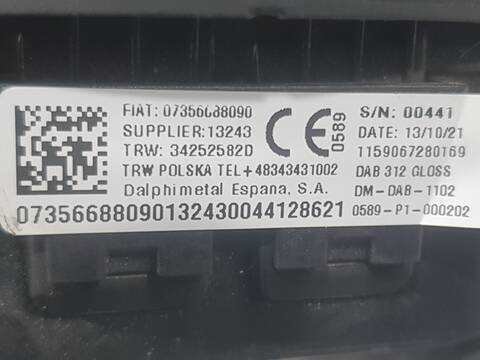 FIAT: 07356688090
SUPPLIER:13243
TRW: 34252582D
TRW POLSKA TEL+48343431002
Dalphimetal Espana, S.A.
07356688090132430044128621
CE
0589
S/N: 00441
DATE: 13/10/21
1159067280169
DAB 312 GLOSS
DM-DAB-1102
0589-P1-000202